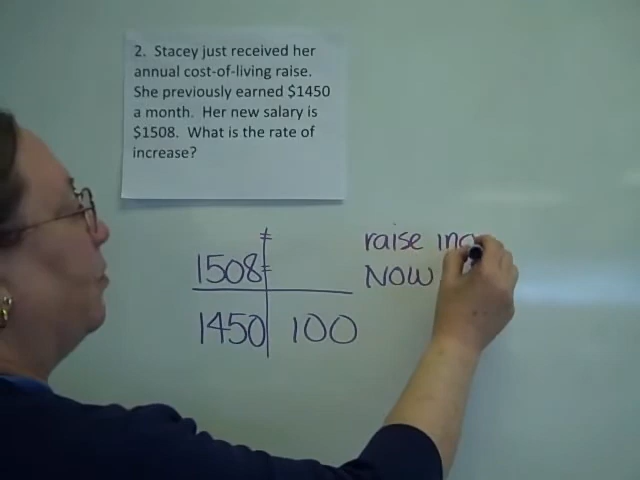 2. Stacey just received her
annual cost-of-living raise.
She previously earned $1450
a month. Her new salary is
$1508. What is the rate of
increase?
raise inc
1508
NOW
1450 100